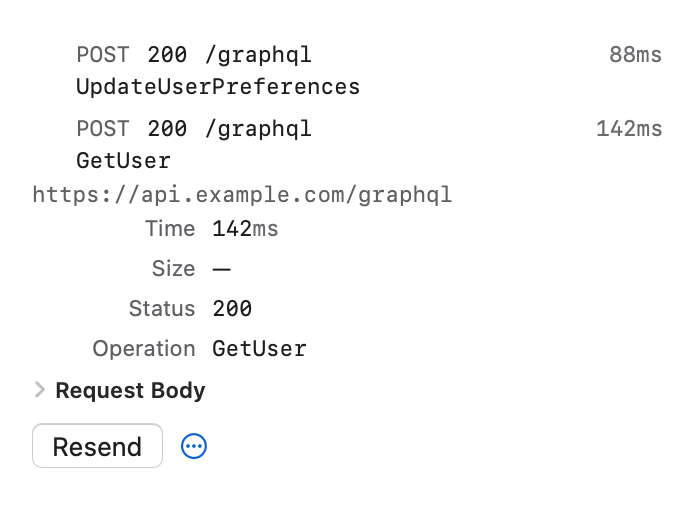 POST 200 /graphql 88ms
UpdateUserPreferences
POST 200 /graphql 142ms
GetUser
https://api.example.com/graphql
Time 142ms
Size —
Status 200
Operation GetUser
Request Body
Resend